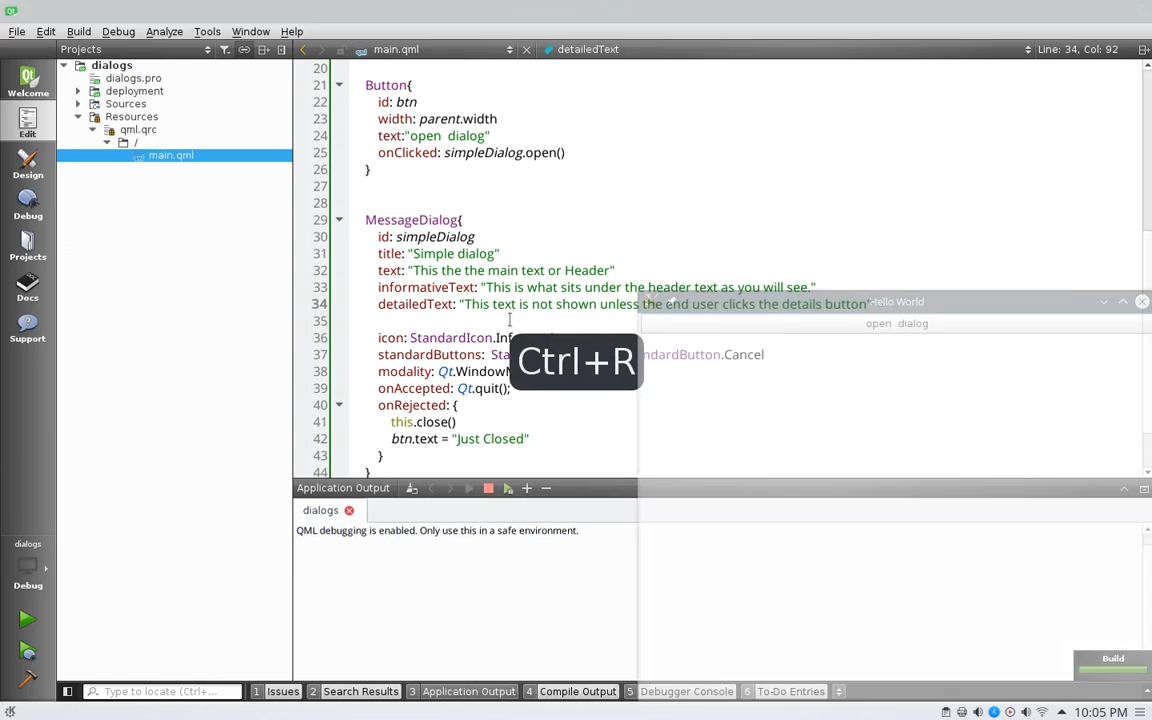 Qt
File Edit Build Debug Analyze Tools Window Help
Projects main.qml detailedText Line: 34, Col: 92
Welcome
Edit
Design
Debug
Projects
Docs
Support
dialogs
Debug
dialogs
dialogs.pro
deployment
Sources
Resources
qml.qrc
/
main.qml
20
21 Button{
22 id: btn
23 width: parent.width
24 text:"open dialog"
25 onClicked: simpleDialog.open()
26 }
27
28
29 MessageDialog{
30 id: simpleDialog
31 title: "Simple dialog"
32 text: "This the the main text or Header"
33 informativeText: "This is what sits under the header text as you will see."
34 detailedText: "This text is not shown unless the end user clicks the details button"
35
36 icon: StandardIcon.
37 standardButtons: ndardButton.Cancel
38 modality: Qt.
39 onAccepted: Qt.quit();
40 onRejected: {
41 this.close()
42 btn.text = "Just Closed"
43 }
44 }
Hello World
open dialog
Ctrl+R
Application Output
dialogs
QML debugging is enabled. Only use this in a safe environment.
Build
Type to locate (Ctrl+... 1 Issues 2 Search Results 3 Application Output 4 Compile Output 5 Debugger Console 6 To-Do Entries
10:05 PM